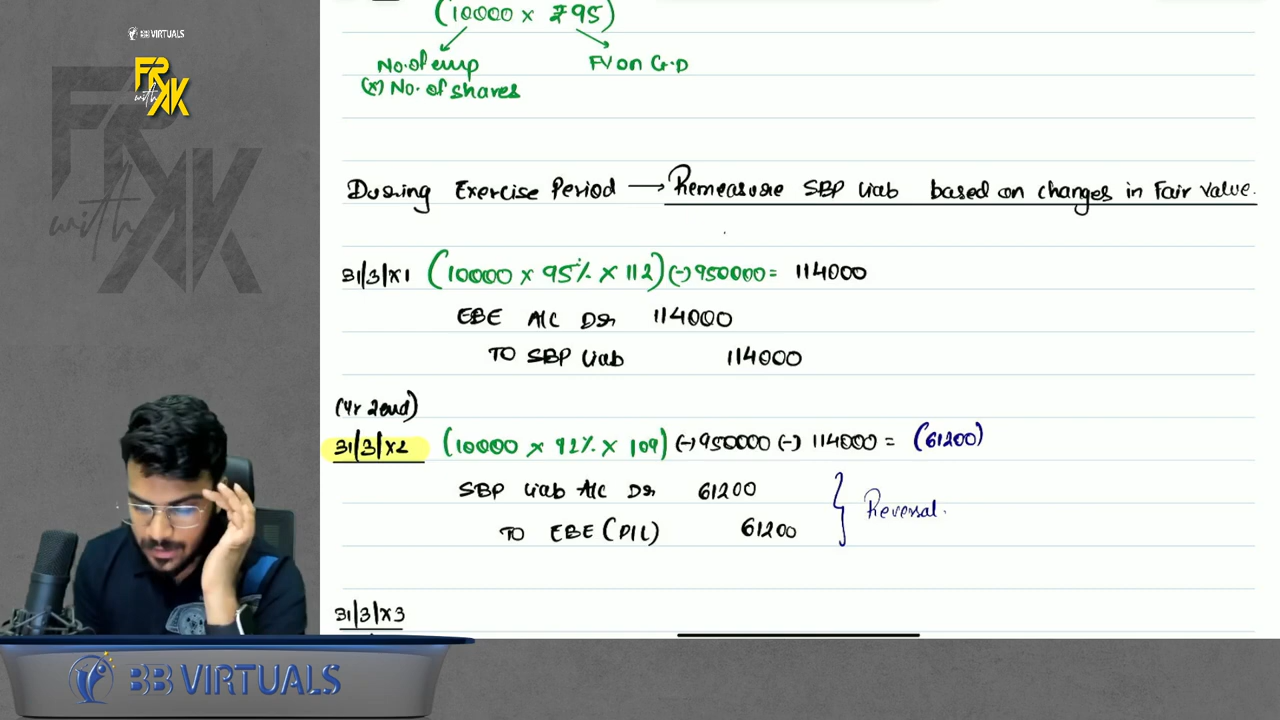 BB VIRTUALS
FR
with
AK
(10000 x ₹95)
No. of emp
(x) No. of shares
FV on G.D
During Exercise Period → Remeasure SBP Liab based on changes in Fair value.
31/3/x1 (10000 x 95% x 112) (-) 950000 = 114000
EBE A/C Dr 114000
TO SBP Liab 114000
(Yr 2 end)
31/3/x2 (10000 x 92% x 109) (-) 950000 (-) 114000 = (61200)
SBP Liab A/c Dr 61200
TO EBE (P/L) 61200
Reversal.
31/3/x3
BB VIRTUALS